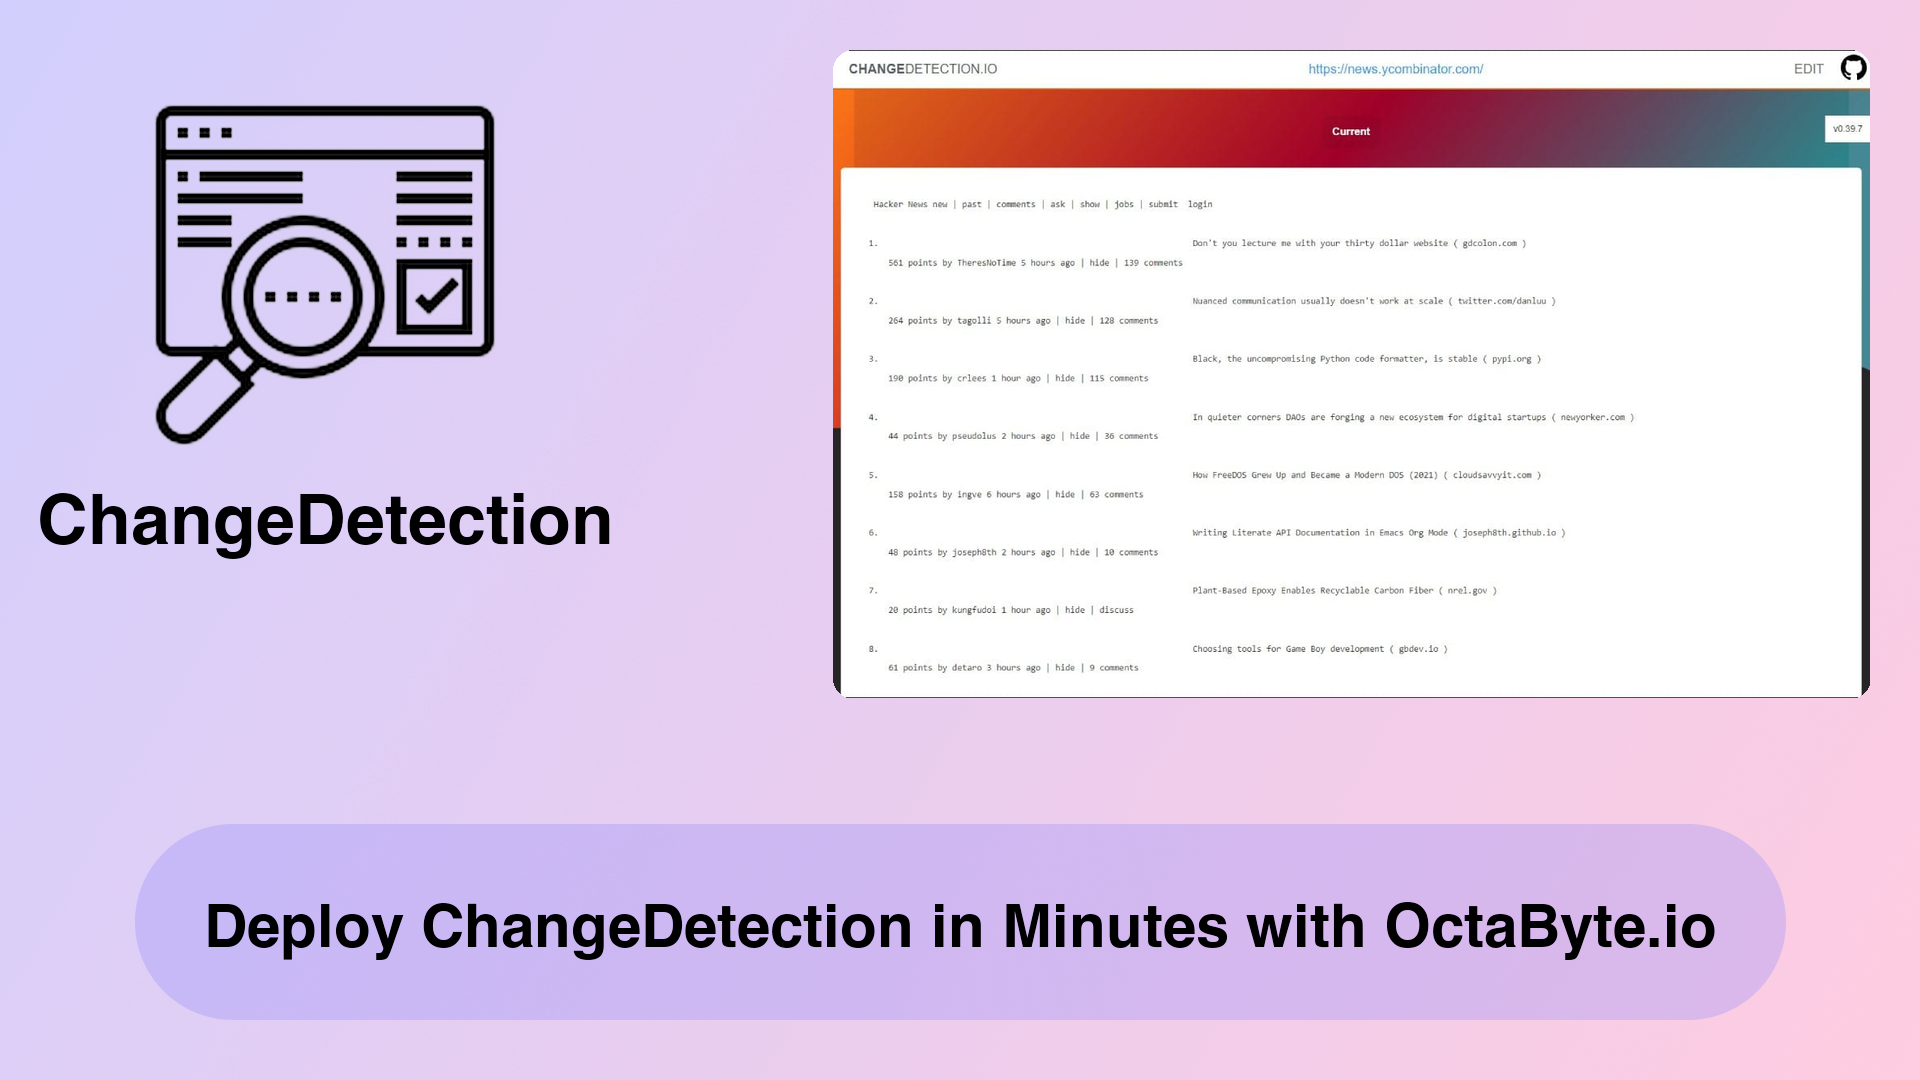 CHANGEDETECTION.IO https://news.ycombinator.com/ EDIT
Current
v0.39.7
Hacker News new | past | comments | ask | show | jobs | submit login
1. Don't you lecture me with your thirty dollar website ( gdcolon.com )
561 points by TheresNoTime 5 hours ago | hide | 139 comments
2. Nuanced communication usually doesn't work at scale ( twitter.com/danluu )
264 points by tagolli 5 hours ago | hide | 128 comments
3. Black, the uncompromising Python code formatter, is stable ( pypi.org )
190 points by crlees 1 hour ago | hide | 115 comments
4. In quieter corners DAOs are forging a new ecosystem for digital startups ( newyorker.com )
44 points by pseudolus 2 hours ago | hide | 36 comments
5. How FreeDOS Grew Up and Became a Modern DOS (2021) ( cloudsavvyit.com )
158 points by ingve 6 hours ago | hide | 63 comments
6. Writing Literate API Documentation in Emacs Org Mode ( joseph8th.github.io )
48 points by joseph8th 2 hours ago | hide | 10 comments
7. Plant-Based Epoxy Enables Recyclable Carbon Fiber ( nrel.gov )
20 points by kungfudoi 1 hour ago | hide | discuss
8. Choosing tools for Game Boy development ( gbdev.io )
61 points by detaro 3 hours ago | hide | 9 comments
ChangeDetection
Deploy ChangeDetection in Minutes with OctaByte.io